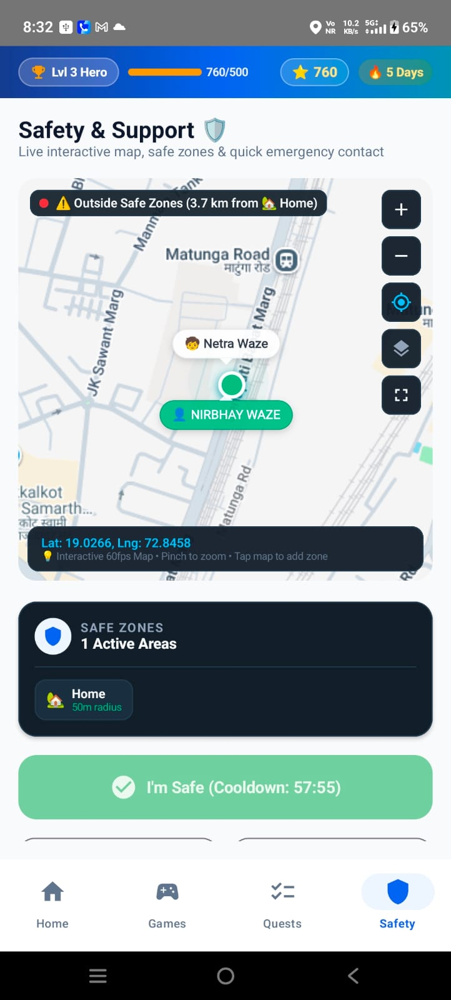 8:32
Vo NR
10.2 KB/s
5G
65%
Lvl 3 Hero
760/500
760
5 Days
Safety & Support
Live interactive map, safe zones & quick emergency contact
Outside Safe Zones (3.7 km from Home)
Matunga Road
माटुंगा रोड
JK Sawant Marg
Marg
Netra Waze
NIRBHAY WAZE
Matunga Rd
Samarth...
Lat: 19.0266, Lng: 72.8458
Interactive 60fps Map • Pinch to zoom • Tap map to add zone
Rd
SAFE ZONES
1 Active Areas
Home
50m radius
I'm Safe (Cooldown: 57:55)
Home
Games
Quests
Safety